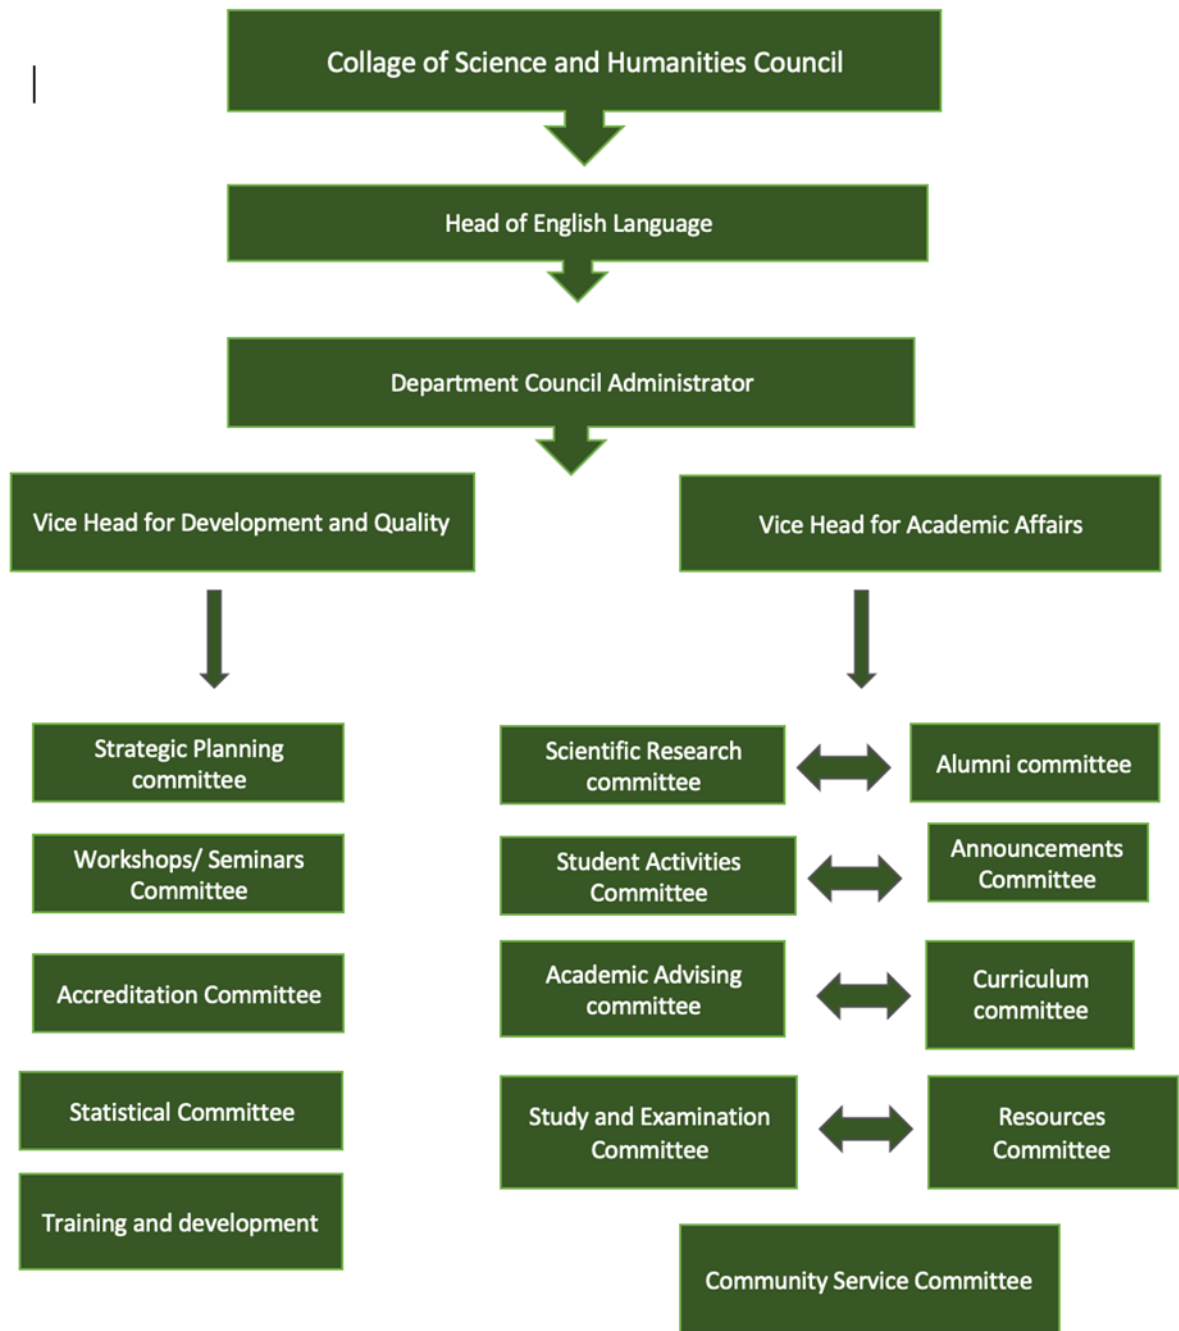 Collage of Science and Humanities Council
Head of English Language
Department Council Administrator
Vice Head for Development and Quality
Vice Head for Academic Affairs
Strategic Planning
committee
Workshops/ Seminars
Committee
Accreditation Committee
Statistical Committee
Training and development
Scientific Research
committee
Alumni committee
Student Activities
Committee
Announcements
Committee
Academic Advising
committee
Curriculum
committee
Study and Examination
Committee
Resources
Committee
Community Service Committee